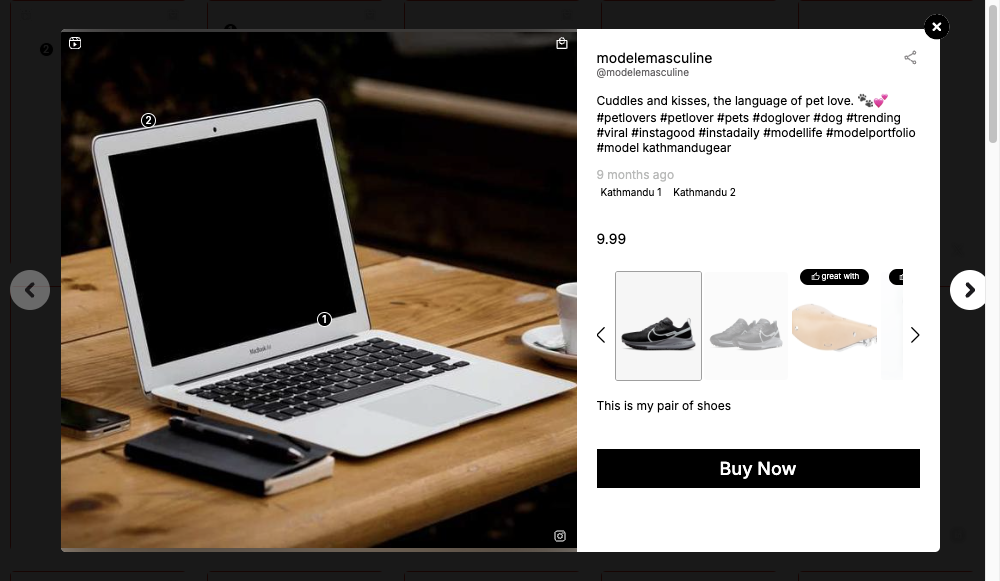 2
MacBook Air
1
modelemasculine
@modelemasculine
Cuddles and kisses, the language of pet love. 🐾💕
#petlovers #petlover #pets #doglover #dog #trending
#viral #instagood #instadaily #modellife #modelportfolio
#model kathmandugear
9 months ago
Kathmandu 1 Kathmandu 2
9.99
great with
This is my pair of shoes
Buy Now